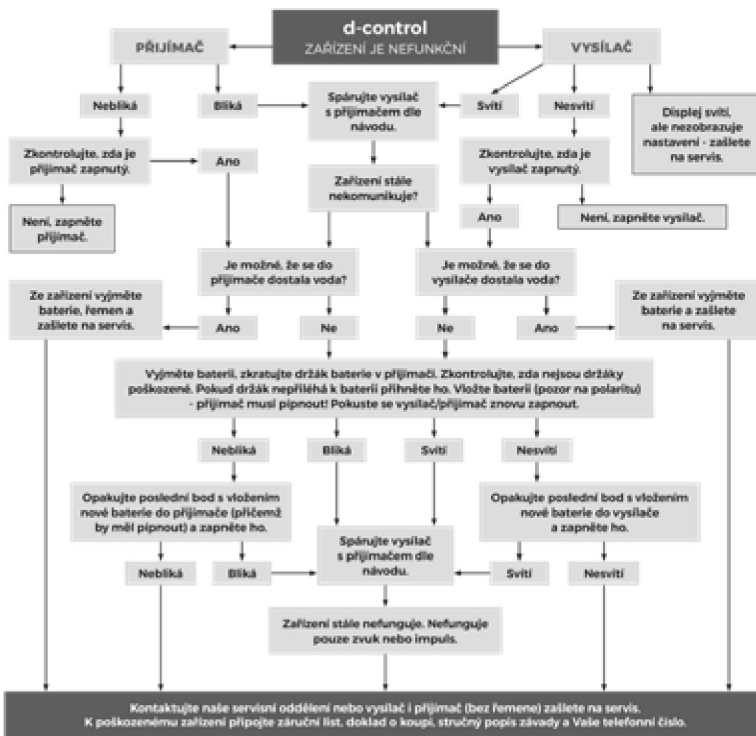 d-control
ZAŘÍZENÍ JE NEFUNKČNÍ
PŘIJÍMAČ
VYSÍLAČ
Nebliká
Bliká
Spárujte vysílač
s přijímačem dle
návodu.
Svítí
Nesvítí
Displej svítí,
ale nezobrazuje
nastavení - zašlete
na servis.
Zkontrolujte, zda je
přijímač zapnutý.
Ano
Zařízení stále
nekomunikuje?
Zkontrolujte, zda je
vysílač zapnutý.
Není, zapněte
přijímač.
Ano
Není, zapněte vysílač.
Je možné, že se do
přijímače dostala voda?
Je možné, že se do
vysílače dostala voda?
Ze zařízení vyjměte
baterie, řemen a
zašlete na servis.
Ano
Ne
Ne
Ano
Ze zařízení vyjměte
baterie a zašlete
na servis.
Vyjměte baterii, zkratujte držák baterie v přijímači. Zkontrolujte, zda nejsou držáky
poškozené. Pokud držák nepřiléhá k baterii přihněte ho. Vložte baterii (pozor na polaritu)
- přijímač musí pípnout! Pokuste se vysílač/přijímač znovu zapnout.
Nebliká
Bliká
Svítí
Nesvítí
Opakujte poslední bod s vložením
nové baterie do přijímače (přičemž
by měl pípnout) a zapněte ho.
Opakujte poslední bod s vložením
nové baterie do vysílače
a zapněte ho.
Spárujte vysílač
s přijímačem dle
návodu.
Nebliká
Bliká
Svítí
Nesvítí
Zařízení stále nefunguje. Nefunguje
pouze zvuk nebo impuls.
Kontaktujte naše servisní oddělení nebo vysílač i přijímač (bez řemene) zašlete na servis.
K poškozenému zařízení připojte záruční list, doklad o koupi, stručný popis závady a Vaše telefonní číslo.